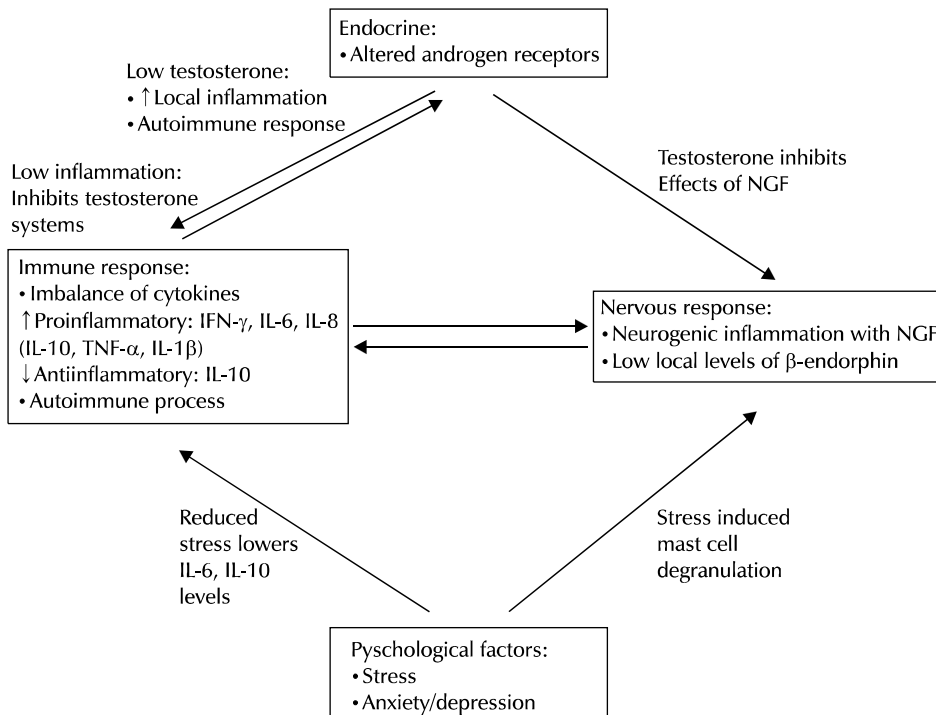 Endocrine:
• Altered androgen receptors
Low testosterone:
• ↑Local inflammation
• Autoimmune response
Testosterone inhibits
Effects of NGF
Low inflammation:
Inhibits testosterone
systems
Immune response:
• Imbalance of cytokines
↑Proinflammatory: IFN-γ, IL-6, IL-8
(IL-10, TNF-α, IL-1β)
↓Antiinflammatory: IL-10
• Autoimmune process
Nervous response:
• Neurogenic inflammation with NGF
• Low local levels of β-endorphin
Reduced
stress lowers
IL-6, IL-10
levels
Stress induced
mast cell
degranulation
Pyschological factors:
• Stress
• Anxiety/depression